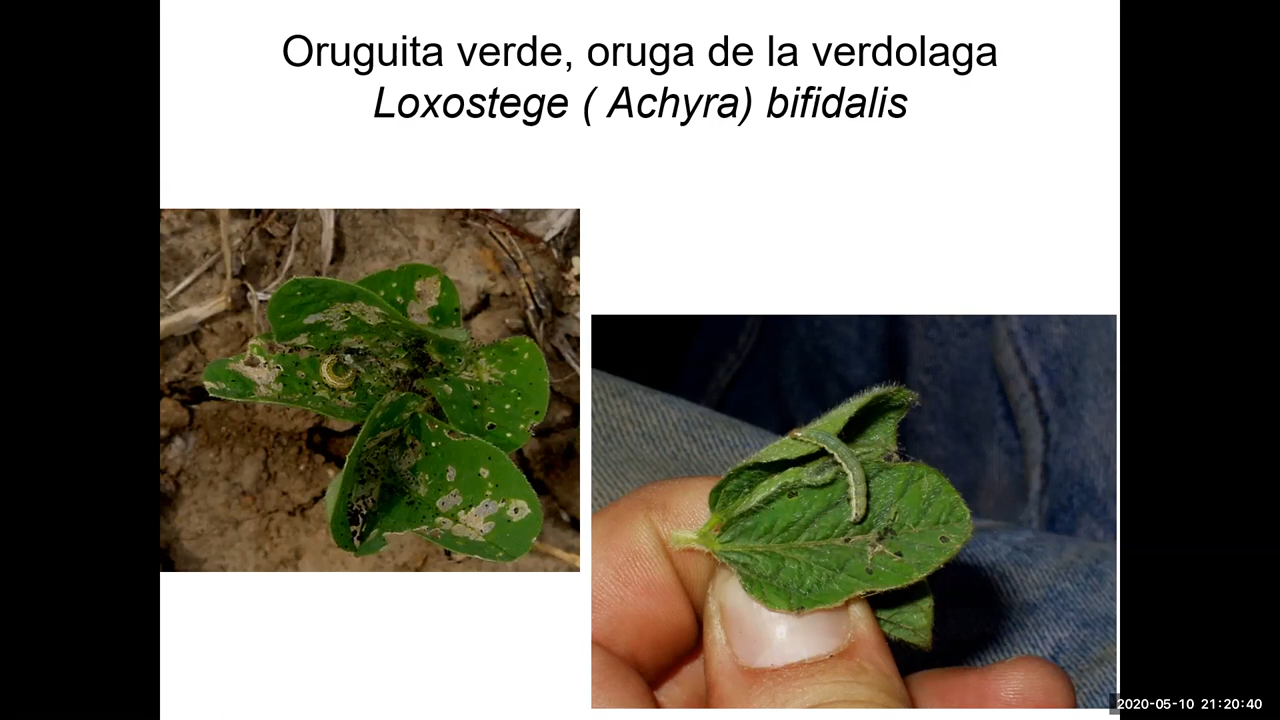 Oruguita verde, oruga de la verdolaga
Loxostege ( Achyra) bifidalis
2020-05-10 21:20:40